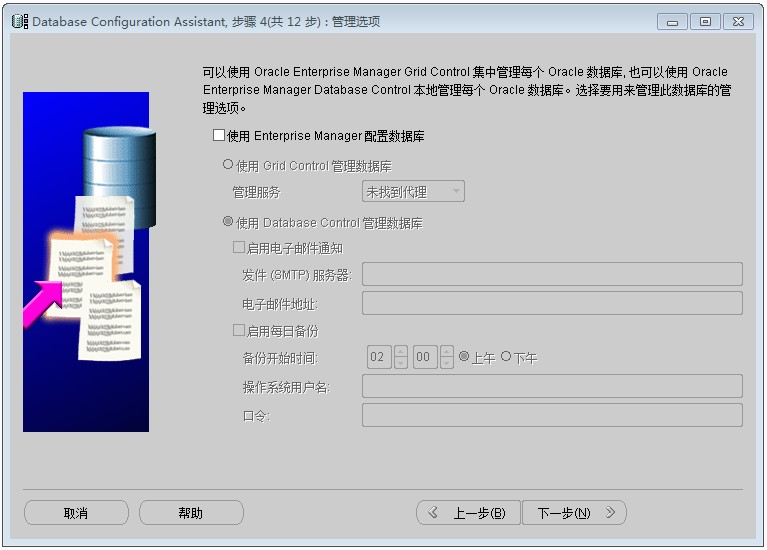 Database Configuration Assistant, 步骤 4(共 12 步) : 管理选项
可以使用 Oracle Enterprise Manager Grid Control 集中管理每个 Oracle 数据库, 也可以使用 Oracle
Enterprise Manager Database Control 本地管理每个 Oracle 数据库。选择要用来管理此数据库的管
理选项。
使用 Enterprise Manager 配置数据库
使用 Grid Control 管理数据库
管理服务 未找到代理
使用 Database Control 管理数据库
启用电子邮件通知
发件 (SMTP) 服务器:
电子邮件地址:
启用每日备份
备份开始时间: 02 00 上午 下午
操作系统用户名:
口令:
取消 帮助 上一步(B) 下一步(N)